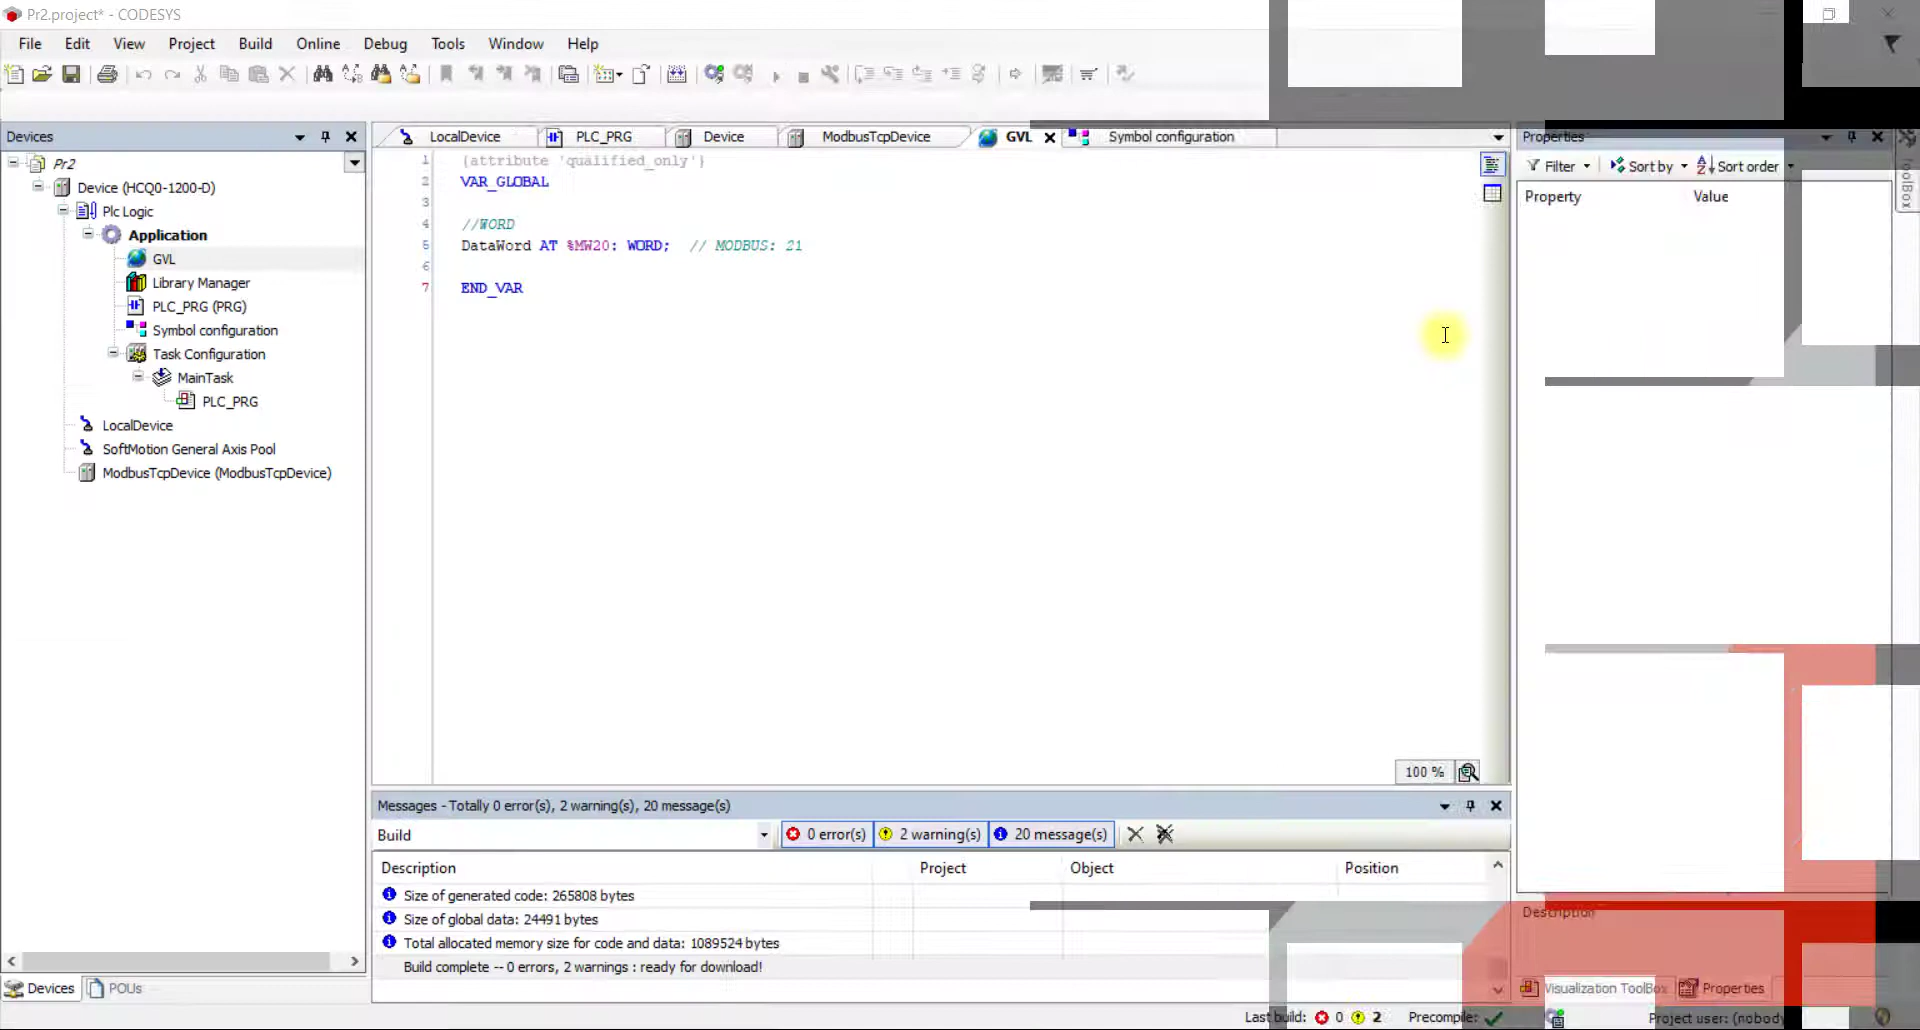 Pr2.project* - CODESYS
File Edit View Project Build Online Debug Tools Window Help
Devices
Pr2
Device (HCQ0-1200-D)
Plc Logic
Application
GVL
Library Manager
PLC_PRG (PRG)
Symbol configuration
Task Configuration
MainTask
PLC_PRG
LocalDevice
SoftMotion General Axis Pool
ModbusTcpDevice (ModbusTcpDevice)
Devices POUs
LocalDevice PLC_PRG Device ModbusTcpDevice GVL Symbol configuration
1 {attribute 'qualified_only'}
2 VAR_GLOBAL
3
4 //WORD
5 DataWord AT %MW20: WORD; // MODBUS: 21
6
7 END_VAR
100 %
Messages - Totally 0 error(s), 2 warning(s), 20 message(s)
Build 0 error(s) 2 warning(s) 20 message(s)
Description Project Object Position
Size of generated code: 265808 bytes
Size of global data: 24491 bytes
Total allocated memory size for code and data: 1089524 bytes
Build complete -- 0 errors, 2 warnings : ready for download!
Properties
Filter Sort by Sort order
Property Value
Description
Visualization ToolBox Properties
ToolBox
Last build: 0 2 Precompile: Project user: (nobody